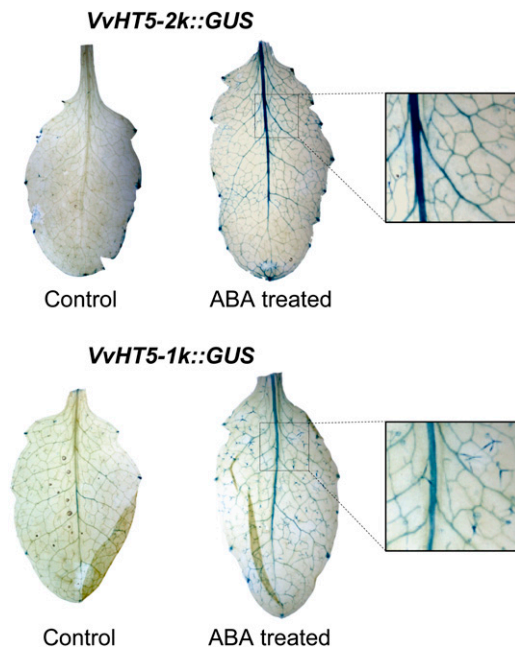 VvHT5-2k::GUS
Control
ABA treated
VvHT5-1k::GUS
Control
ABA treated